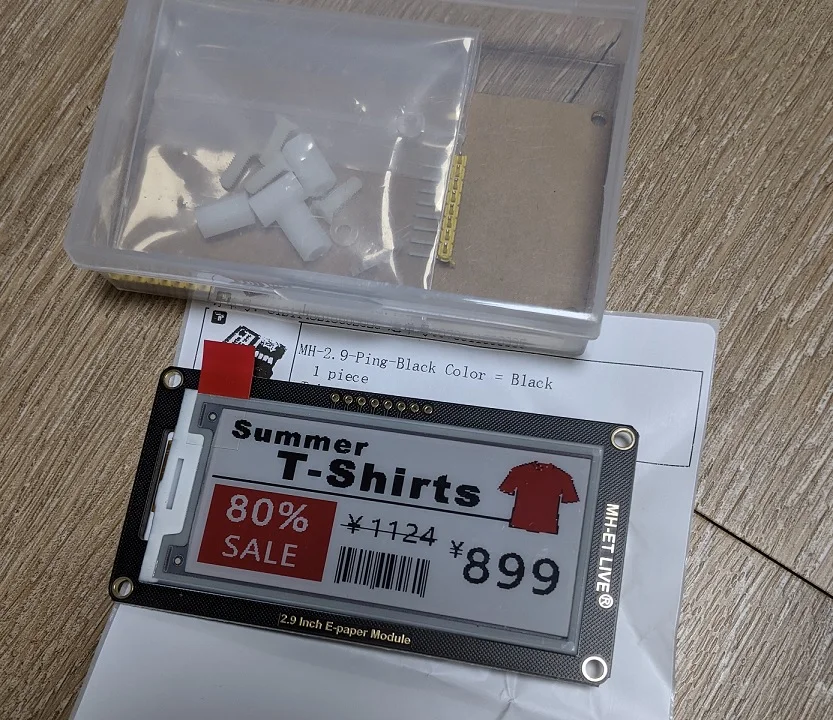 MH-2.9-Ping-Black Color = Black
1 piece
Summer
T-Shirts
80%
SALE
¥1124
¥899
MH-ET LIVE®
2.9 Inch E-paper Module